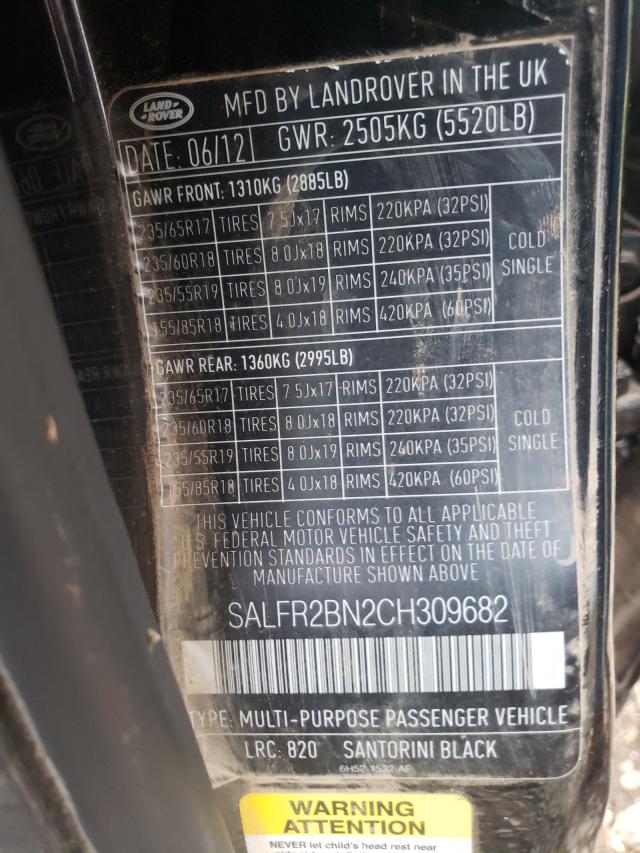 LAND-
ROVER
MFD BY LANDROVER IN THE UK
DATE: 06/12 GWR: 2505KG (5520LB)
GAWR FRONT: 1310KG (2885LB)
235/65R17 TIRES 7.5Jx17 RIMS 220KPA (32PSI)
235/60R18 TIRES 8.0Jx18 RIMS 220KPA (32PSI) COLD
235/55R19 TIRES 8.0Jx19 RIMS 240KPA (35PSI) SINGLE
155/85R18 TIRES 4.0Jx18 RIMS 420KPA (60PSI)
GAWR REAR: 1360KG (2995LB)
235/65R17 TIRES 7.5Jx17 RIMS 220KPA (32PSI)
235/60R18 TIRES 8.0Jx18 RIMS 220KPA (32PSI) COLD
235/55R19 TIRES 8.0Jx19 RIMS 240KPA (35PSI) SINGLE
155/85R18 TIRES 4.0Jx18 RIMS 420KPA (60PSI)
THIS VEHICLE CONFORMS TO ALL APPLICABLE
U.S. FEDERAL MOTOR VEHICLE SAFETY AND THEFT
PREVENTION STANDARDS IN EFFECT ON THE DATE OF
MANUFACTURE SHOWN ABOVE
SALFR2BN2CH309682
TYPE: MULTI-PURPOSE PASSENGER VEHICLE
LRC: 820 SANTORINI BLACK
6H52-1532-AF
WARNING
ATTENTION
NEVER let child's head rest near